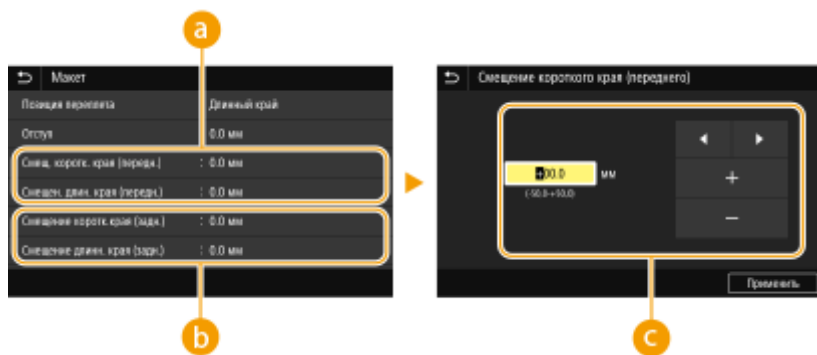 a
Макет
Позиция переплета Длинный край
Отступ 0.0 мм
Смещ. коротк. края (передн.) : 0.0 мм
Смещен. длин. края (передн.) : 0.0 мм
Смещение коротк.края (задн.) : 0.0 мм
Смещение длинн. края (задн.) : 0.0 мм
b
Смещение короткого края (переднего)
+00.0 мм
(-50.0-+50.0)
+
−
Применить
c